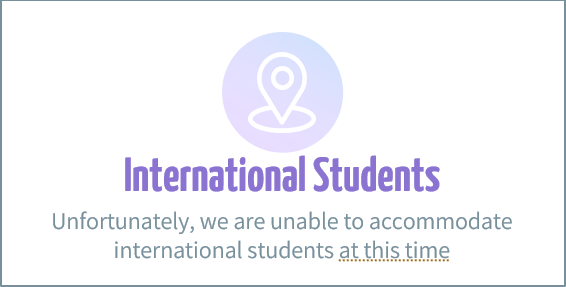 International Students
Unfortunately, we are unable to accommodate
international students at this time